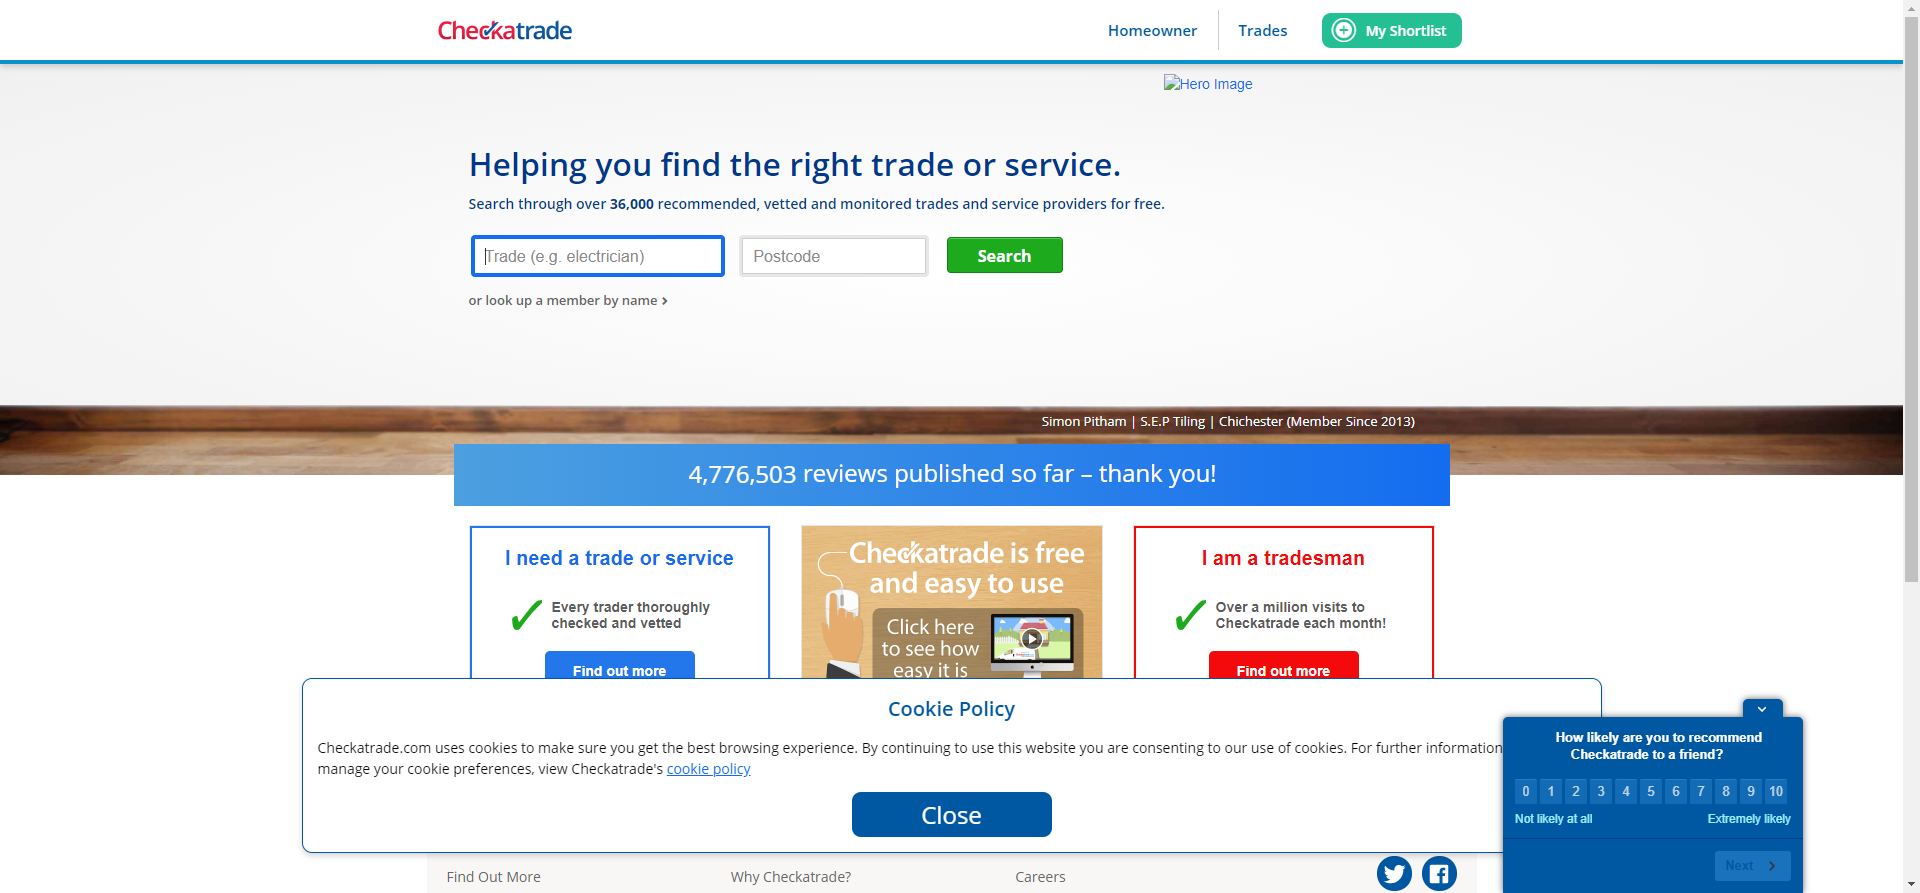 Checkatrade
Homeowner
Trades
My Shortlist
Hero Image
Helping you find the right trade or service.
Search through over 36,000 recommended, vetted and monitored trades and service providers for free.
Trade (e.g. electrician)
Postcode
Search
or look up a member by name
Simon Pitham | S.E.P Tiling | Chichester (Member Since 2013)
4,776,503 reviews published so far – thank you!
I need a trade or service
Every trader thoroughly
checked and vetted
Find out more
Checkatrade is free
and easy to use
Click here
to see how
easy it is
I am a tradesman
Over a million visits to
Checkatrade each month!
Find out more
Cookie Policy
Checkatrade.com uses cookies to make sure you get the best browsing experience. By continuing to use this website you are consenting to our use of cookies. For further information
manage your cookie preferences, view Checkatrade's cookie policy
Close
How likely are you to recommend
Checkatrade to a friend?
0 1 2 3 4 5 6 7 8 9 10
Not likely at all
Extremely likely
Next
Find Out More
Why Checkatrade?
Careers